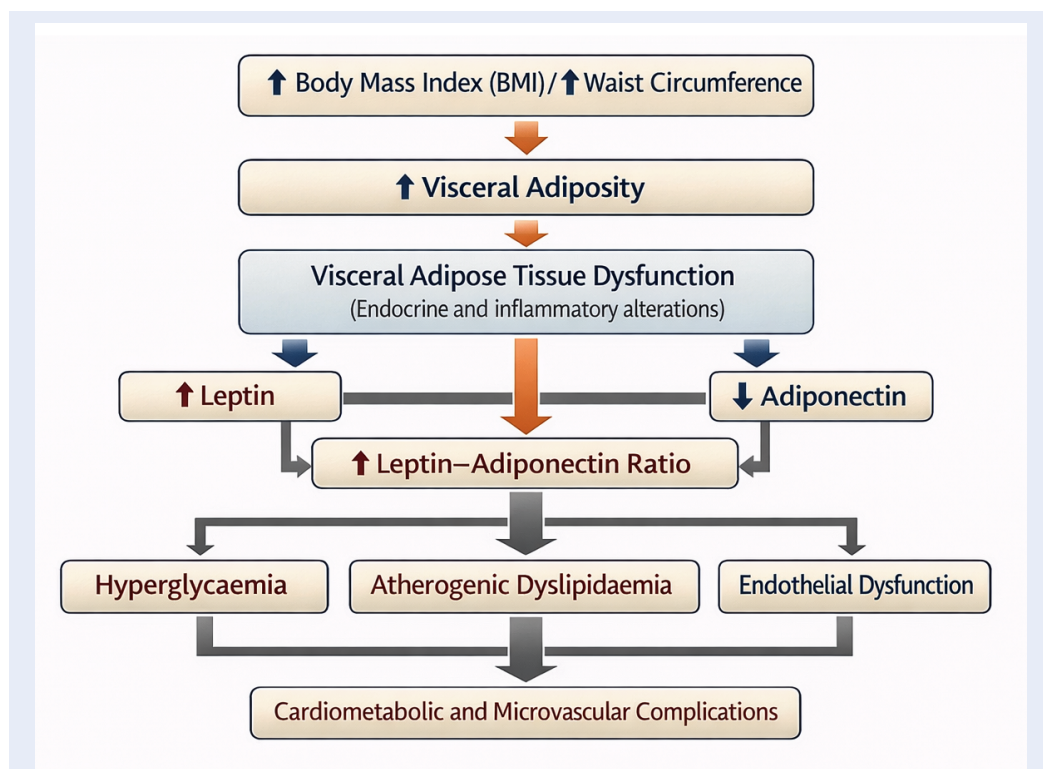 ↑ Body Mass Index (BMI)/↑ Waist Circumference
↑ Visceral Adiposity
Visceral Adipose Tissue Dysfunction
(Endocrine and inflammatory alterations)
↑ Leptin
↓ Adiponectin
↑ Leptin–Adiponectin Ratio
Hyperglycaemia
Atherogenic Dyslipidaemia
Endothelial Dysfunction
Cardiometabolic and Microvascular Complications